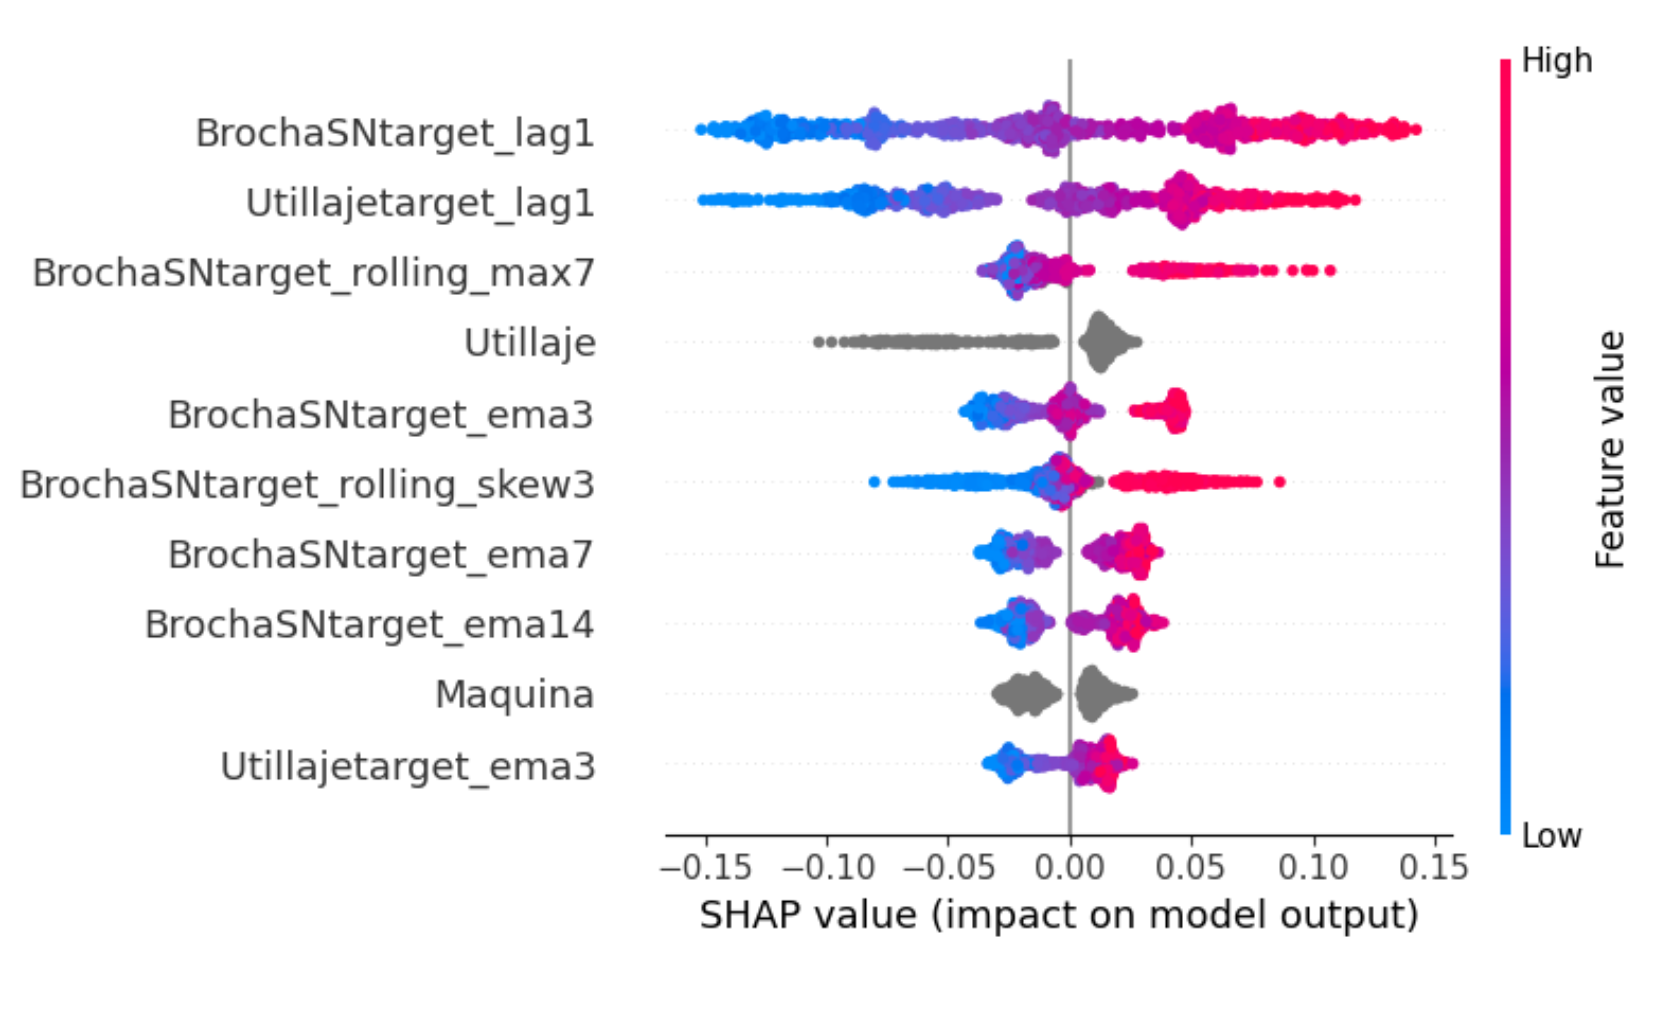 High
BrochaSNtarget_lag1
Utillajetarget_lag1
BrochaSNtarget_rolling_max7
Utillaje
BrochaSNtarget_ema3
BrochaSNtarget_rolling_skew3
BrochaSNtarget_ema7
BrochaSNtarget_ema14
Maquina
Utillajetarget_ema3
Feature value
Low
−0.15 −0.10 −0.05 0.00 0.05 0.10 0.15
SHAP value (impact on model output)